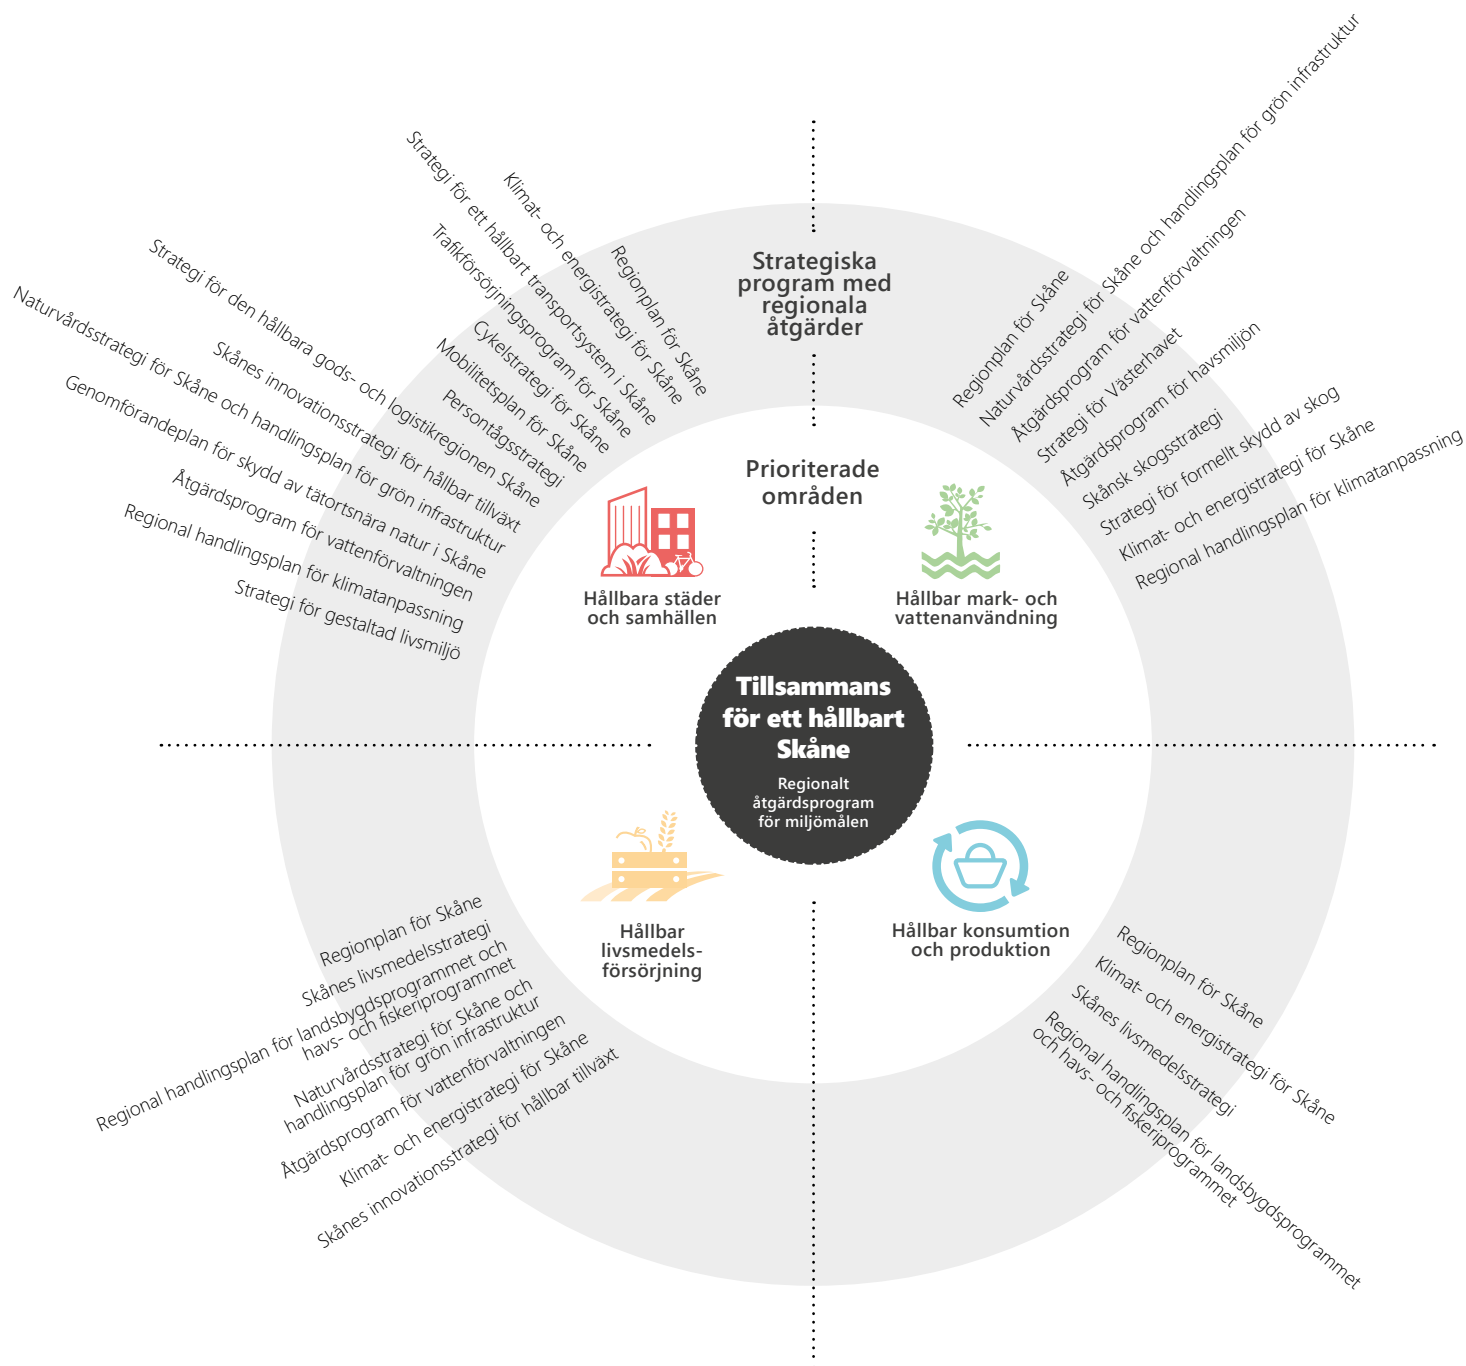 Strategiska
program med
regionala
åtgärder
Prioriterade
områden
Regionplan för Skåne
Klimat- och energistrategi för Skåne
Strategi för ett hållbart transportsystem i Skåne
Trafikförsörjningsprogram för Skåne
Cykelstrategi för Skåne
Mobilitetsplan för Skåne
Persontågsstrategi
Strategi för den hållbara gods- och logistikregionen Skåne
Skånes innovationsstrategi för hållbar tillväxt
Naturvårdsstrategi för Skåne och handlingsplan för grön infrastruktur
Genomförandeplan för skydd av tätortsnära natur i Skåne
Åtgärdsprogram för vattenförvaltningen
Regional handlingsplan för klimatanpassning
Strategi för gestaltad livsmiljö
Hållbara städer
och samhällen
Regionplan för Skåne
Naturvårdsstrategi för Skåne och handlingsplan för grön infrastruktur
Åtgärdsprogram för vattenförvaltningen
Strategi för Västerhavet
Åtgärdsprogram för havsmiljön
Skånsk skogsstrategi
Strategi för formellt skydd av skog
Klimat- och energistrategi för Skåne
Regional handlingsplan för klimatanpassning
Hållbar mark- och
vattenanvändning
Tillsammans
för ett hållbart
Skåne
Regionalt
åtgärdsprogram
för miljömålen
Hållbar
livsmedels-
försörjning
Regionplan för Skåne
Skånes livsmedelsstrategi
Regional handlingsplan för landsbygdsprogrammet och
havs- och fiskeriprogrammet
Naturvårdsstrategi för Skåne och
handlingsplan för grön infrastruktur
Åtgärdsprogram för vattenförvaltningen
Klimat- och energistrategi för Skåne
Skånes innovationsstrategi för hållbar tillväxt
Hållbar konsumtion
och produktion
Regionplan för Skåne
Klimat- och energistrategi för Skåne
Skånes livsmedelsstrategi
Regional handlingsplan för landsbygdsprogrammet
och havs- och fiskeriprogrammet